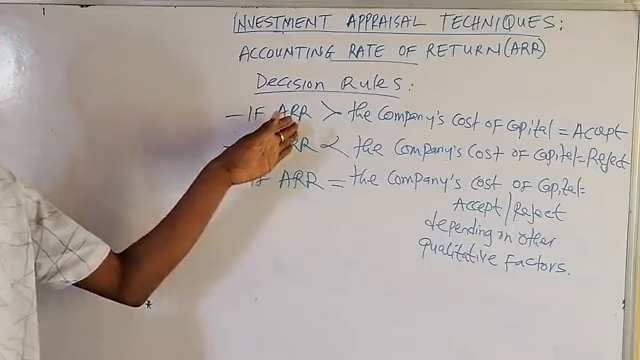 INVESTMENT APPRAISAL TECHNIQUES:
ACCOUNTING RATE OF RETURN (ARR)
Decision Rules:
- IF ARR > the Company's Cost of Capital = Accept
ARR < the Company's Cost of Capital = Reject
If ARR = the Company's Cost of Capital =
Accept/Reject
depending on other
qualitative Factors.